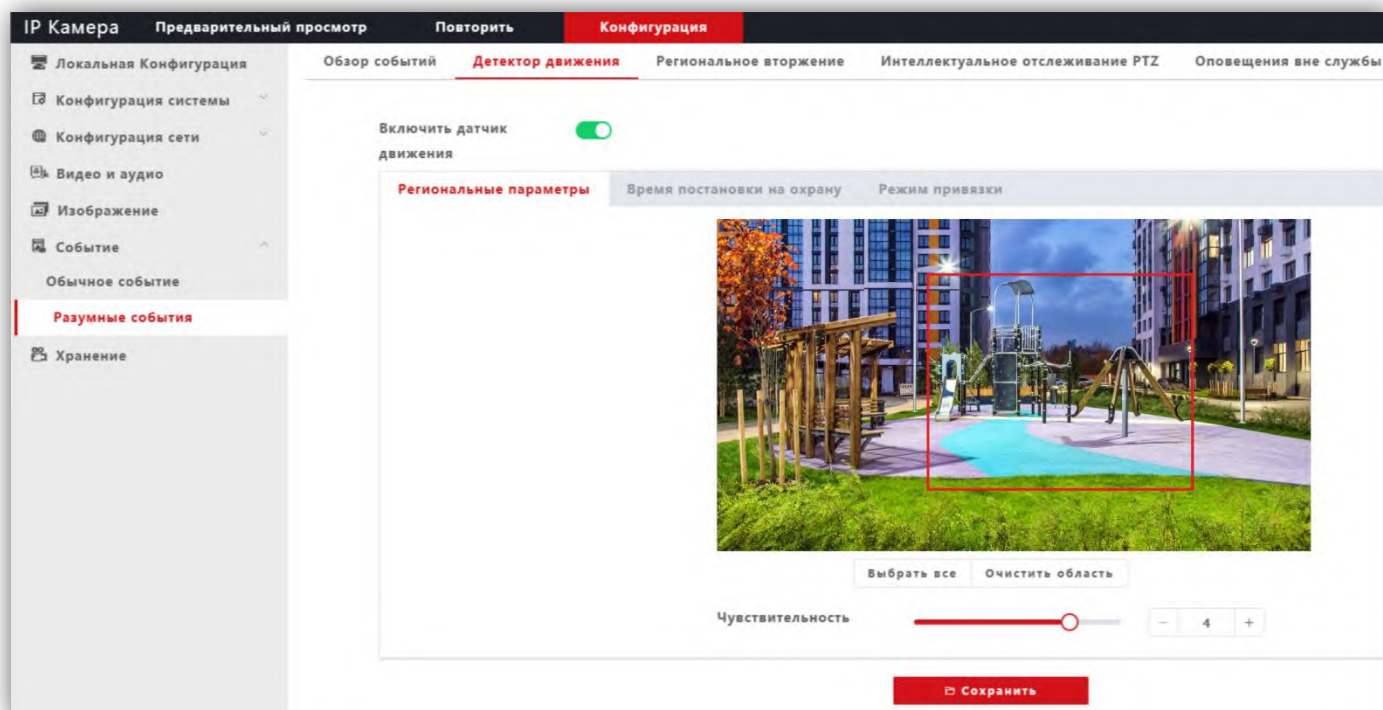 IP Камера Предварительный просмотр Повторить Конфигурация
Локальная Конфигурация
Конфигурация системы
Конфигурация сети
Видео и аудио
Изображение
Событие
Обычное событие
Разумные события
Хранение
Обзор событий Детектор движения Региональное вторжение Интеллектуальное отслеживание PTZ Оповещения вне службы
Включить датчик
движения
Региональные параметры Время постановки на охрану Режим привязки
Выбрать все Очистить область
Чувствительность − 4 +
Сохранить